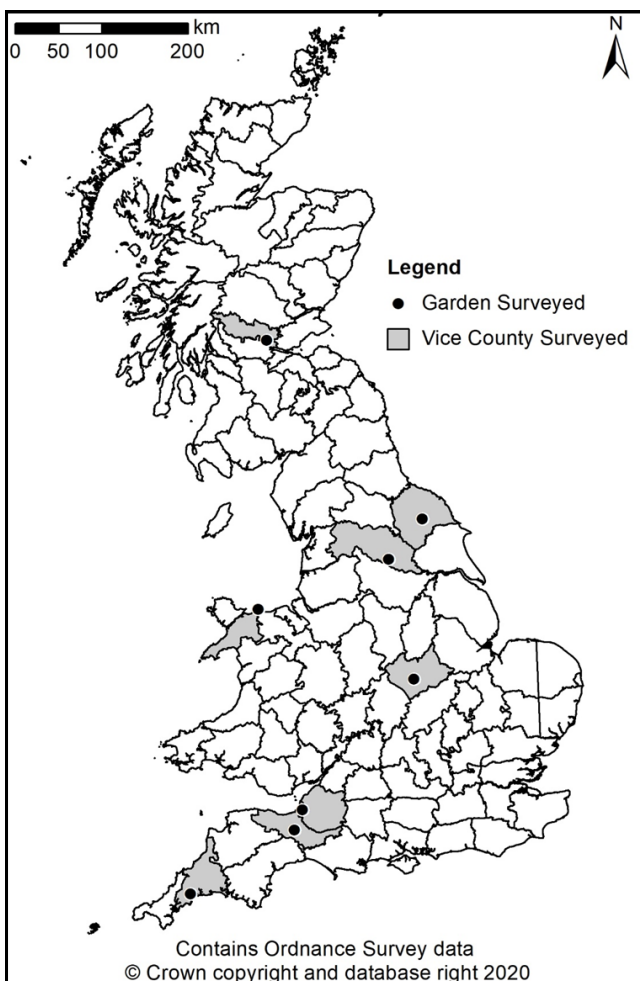 km
0 50 100 200
N
Legend
Garden Surveyed
Vice County Surveyed
Contains Ordnance Survey data
© Crown copyright and database right 2020